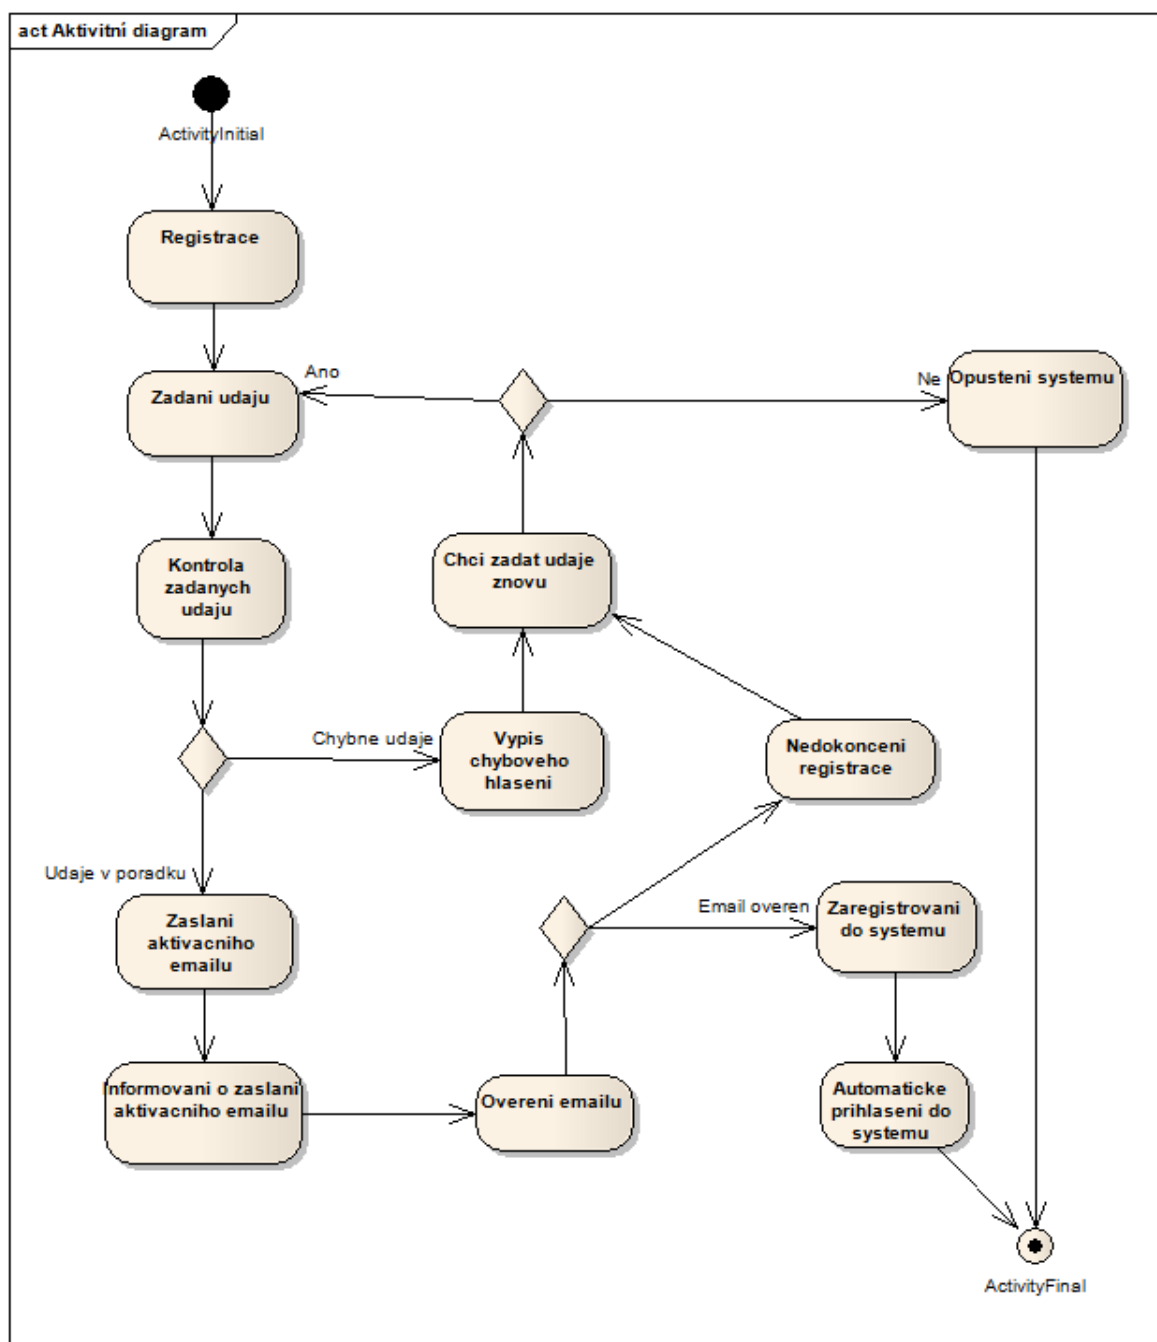 act Aktivitní diagram
ActivityInitial
Registrace
Ano
Zadani udaju
Ne
Opusteni systemu
Kontrola
zadanych
udaju
Chci zadat udaje
znovu
Chybne udaje
Vypis
chyboveho
hlaseni
Nedokonceni
registrace
Udaje v poradku
Zaslani
aktivacniho
emailu
Email overen
Zaregistrovani
do systemu
Informovani o zaslani
aktivacniho emailu
Overeni emailu
Automaticke
prihlaseni do
systemu
ActivityFinal